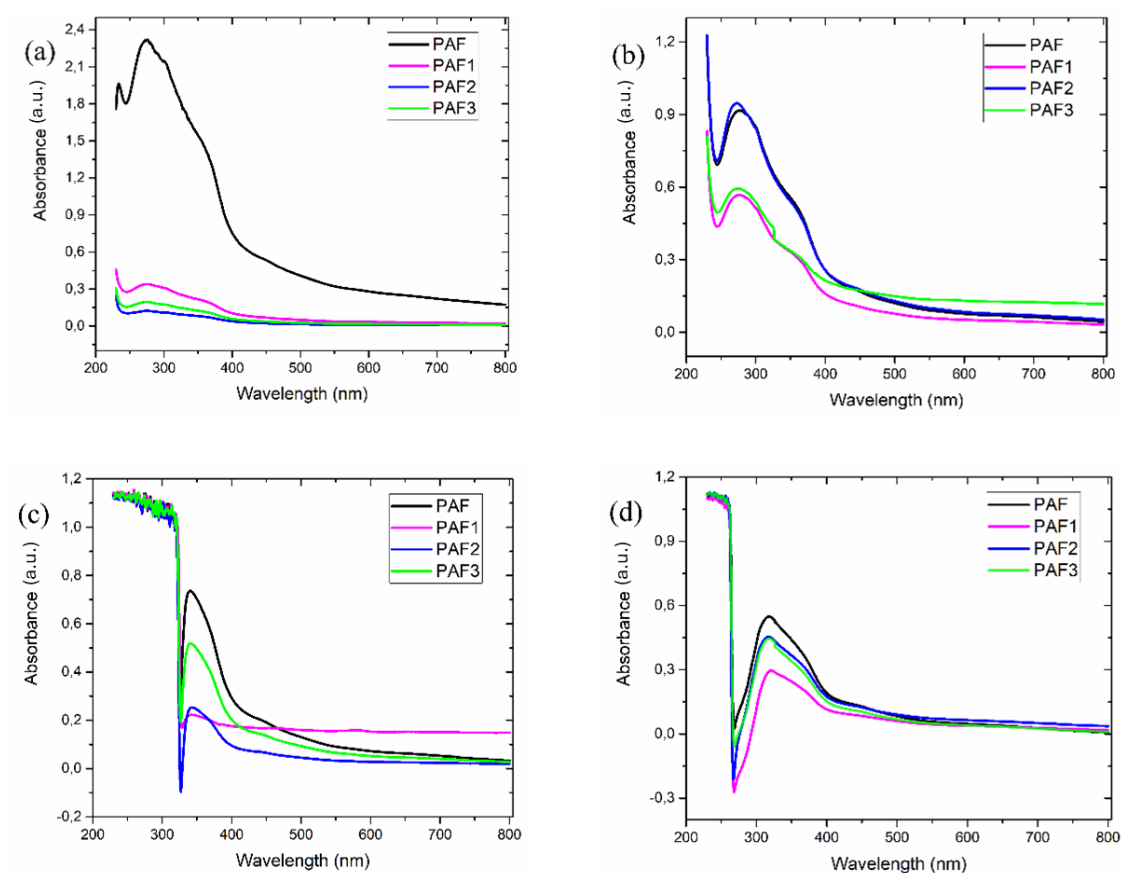 (a)
PAF
PAF1
PAF2
PAF3
Absorbance (a.u.)
2,4
2,1
1,8
1,5
1,2
0,9
0,6
0,3
0,0
200 300 400 500 600 700 800
Wavelength (nm)
(b)
PAF
PAF1
PAF2
PAF3
Absorbance (a.u.)
1,2
0,9
0,6
0,3
0,0
200 300 400 500 600 700 800
Wavelength (nm)
(c)
PAF
PAF1
PAF2
PAF3
Absorbance (a.u.)
1,2
1,0
0,8
0,6
0,4
0,2
0,0
-0,2
200 300 400 500 600 700 800
Wavelength (nm)
(d)
PAF
PAF1
PAF2
PAF3
Absorbance (a.u.)
1,2
0,9
0,6
0,3
0,0
-0,3
200 300 400 500 600 700 800
Wavelength (nm)